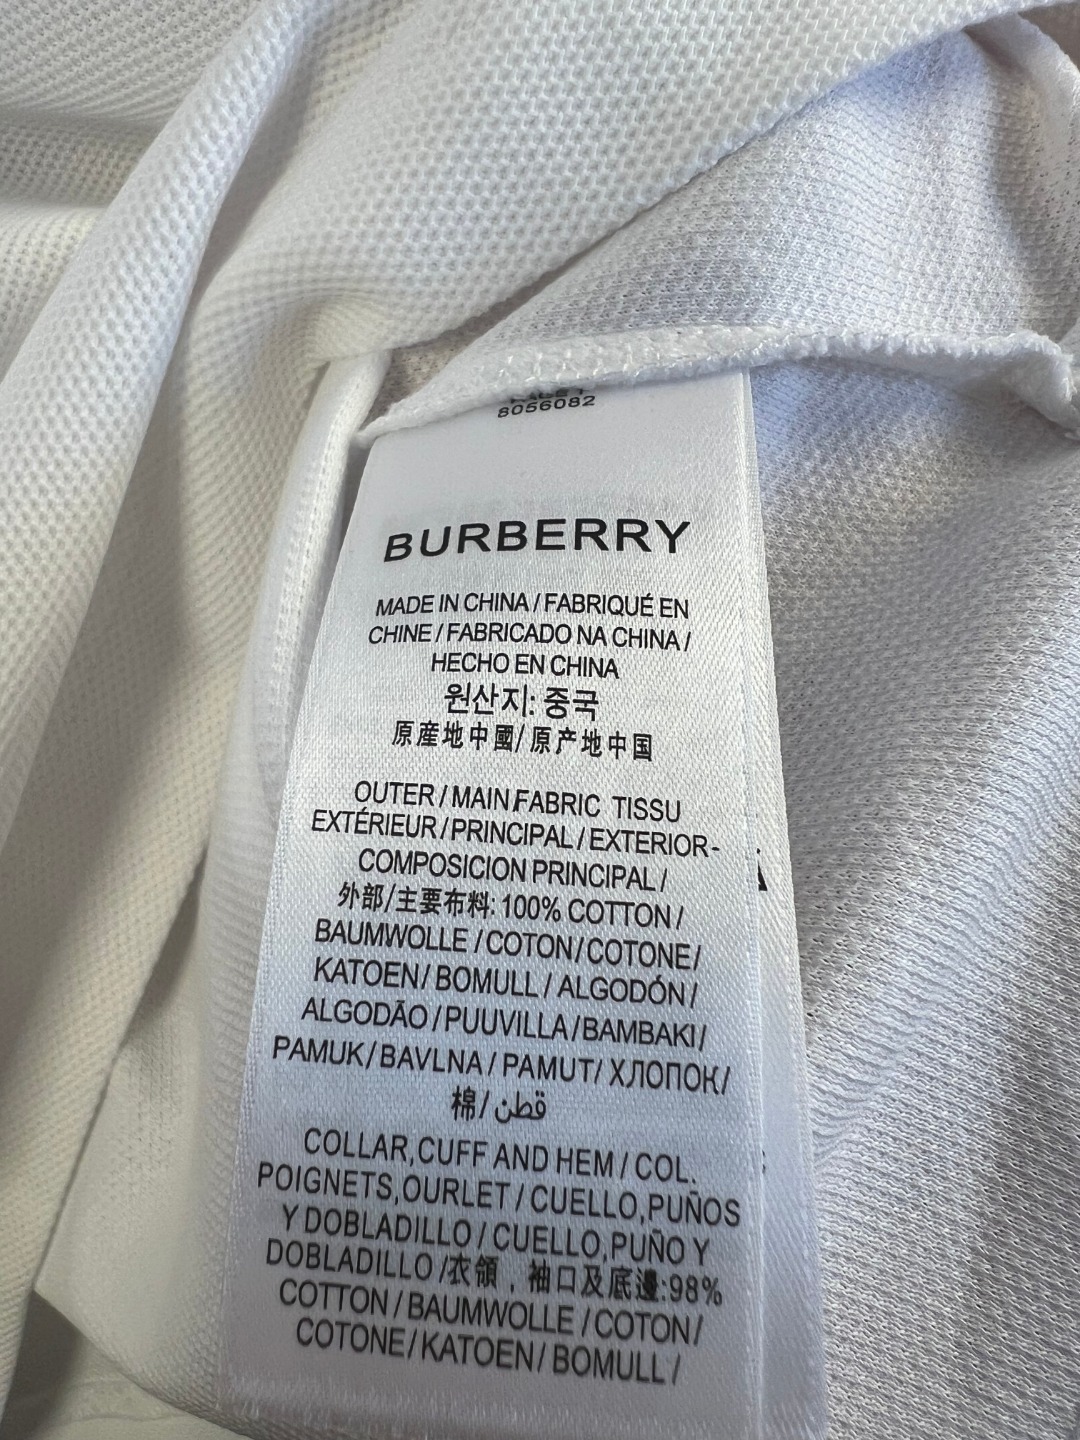 8056082
BURBERRY
MADE IN CHINA / FABRIQUÉ EN
CHINE / FABRICADO NA CHINA /
HECHO EN CHINA
원산지: 중국
原産地中國/ 原产地中国
OUTER / MAIN FABRIC TISSU
EXTÉRIEUR / PRINCIPAL / EXTERIOR-
COMPOSICION PRINCIPAL /
外部/主要布料: 100% COTTON /
BAUMWOLLE / COTON / COTONE /
KATOEN / BOMULL / ALGODÓN /
ALGODÃO / PUUVILLA / BAMBAKI /
PAMUK / BAVLNA / PAMUT / ХЛОПОК /
棉 / قطن
COLLAR,CUFF AND HEM / COL.
POIGNETS,OURLET / CUELLO,PUÑOS
Y DOBLADILLO / CUELLO,PUÑO Y
DOBLADILLO /衣領 , 袖口及底邊:98%
COTTON / BAUMWOLLE / COTON /
COTONE / KATOEN / BOMULL /